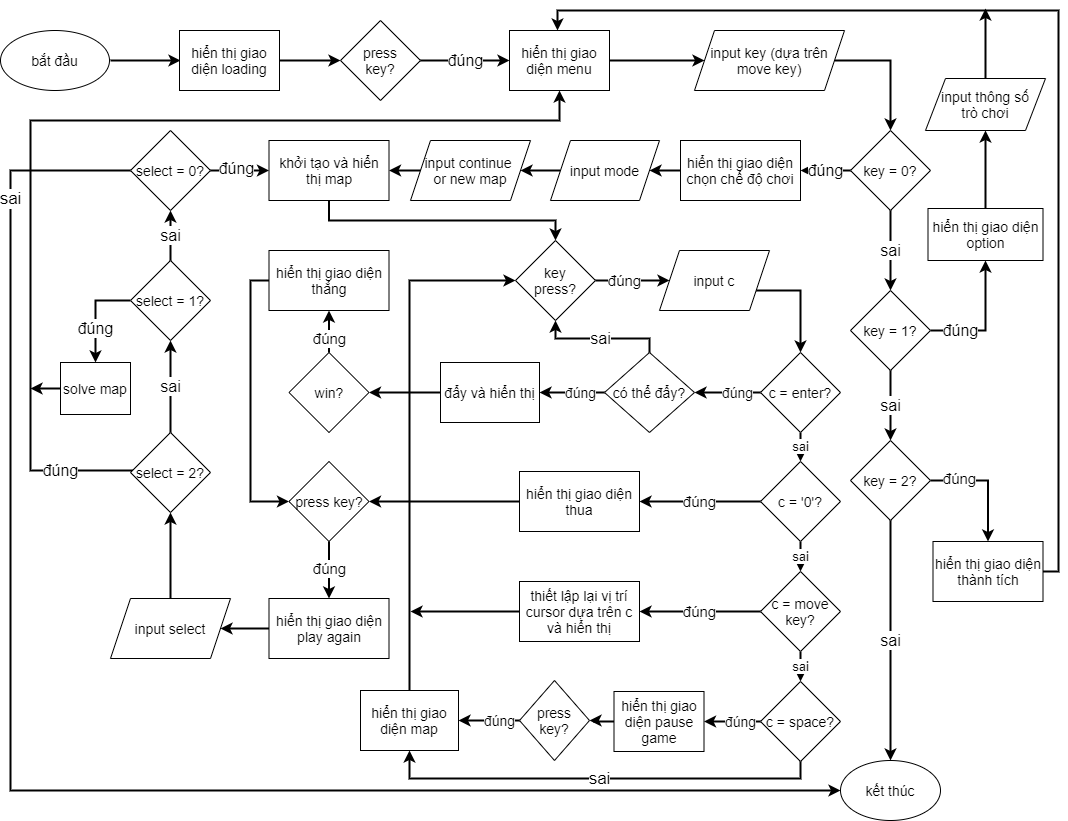 bắt đầu
hiển thị giao
diện loading
press
key?
đúng
hiển thị giao
diện menu
input key (dựa trên
move key)
input thông số
trò chơi
select = 0?
đúng
khởi tạo và hiển
thị map
input continue
or new map
input mode
hiển thị giao diện
chọn chế độ chơi
đúng
key = 0?
sai
sai
sai
hiển thị giao diện
option
select = 1?
đúng
hiển thị giao diện
thắng
key
press?
đúng
input c
key = 1?
đúng
sai
đúng
solve map
sai
win?
đẩy và hiển thị
đúng
có thể đẩy?
đúng
c = enter?
sai
sai
select = 2?
đúng
press key?
hiển thị giao diện
thua
đúng
c = '0'?
key = 2?
đúng
sai
hiển thị giao diện
thành tích
đúng
thiết lập lại vị trí
cursor dựa trên c
và hiển thị
đúng
c = move
key?
input select
hiển thị giao diện
play again
sai
sai
hiển thị giao
diện map
đúng
press
key?
hiển thị giao
diện pause
game
đúng
c = space?
sai
kết thúc